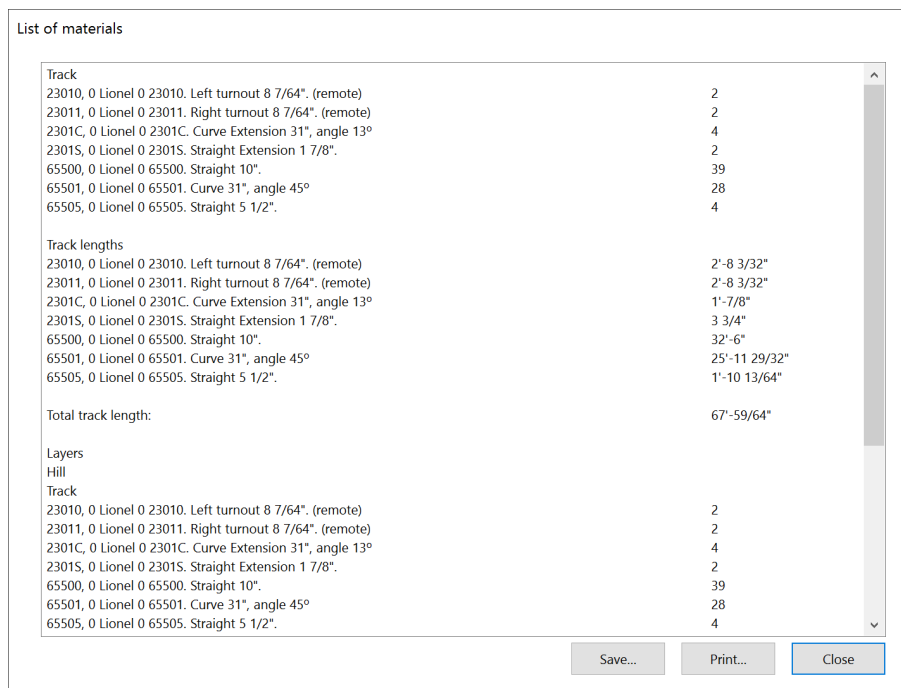 List of materials
Track
23010, 0 Lionel 0 23010. Left turnout 8 7/64". (remote) 2
23011, 0 Lionel 0 23011. Right turnout 8 7/64". (remote) 2
2301C, 0 Lionel 0 2301C. Curve Extension 31", angle 13º 4
2301S, 0 Lionel 0 2301S. Straight Extension 1 7/8". 2
65500, 0 Lionel 0 65500. Straight 10". 39
65501, 0 Lionel 0 65501. Curve 31", angle 45º 28
65505, 0 Lionel 0 65505. Straight 5 1/2". 4
Track lengths
23010, 0 Lionel 0 23010. Left turnout 8 7/64". (remote) 2'-8 3/32"
23011, 0 Lionel 0 23011. Right turnout 8 7/64". (remote) 2'-8 3/32"
2301C, 0 Lionel 0 2301C. Curve Extension 31", angle 13º 1'-7/8"
2301S, 0 Lionel 0 2301S. Straight Extension 1 7/8". 3 3/4"
65500, 0 Lionel 0 65500. Straight 10". 32'-6"
65501, 0 Lionel 0 65501. Curve 31", angle 45º 25'-11 29/32"
65505, 0 Lionel 0 65505. Straight 5 1/2". 1'-10 13/64"
Total track length: 67'-59/64"
Layers
Hill
Track
23010, 0 Lionel 0 23010. Left turnout 8 7/64". (remote) 2
23011, 0 Lionel 0 23011. Right turnout 8 7/64". (remote) 2
2301C, 0 Lionel 0 2301C. Curve Extension 31", angle 13º 4
2301S, 0 Lionel 0 2301S. Straight Extension 1 7/8". 2
65500, 0 Lionel 0 65500. Straight 10". 39
65501, 0 Lionel 0 65501. Curve 31", angle 45º 28
65505, 0 Lionel 0 65505. Straight 5 1/2". 4
Save... Print... Close